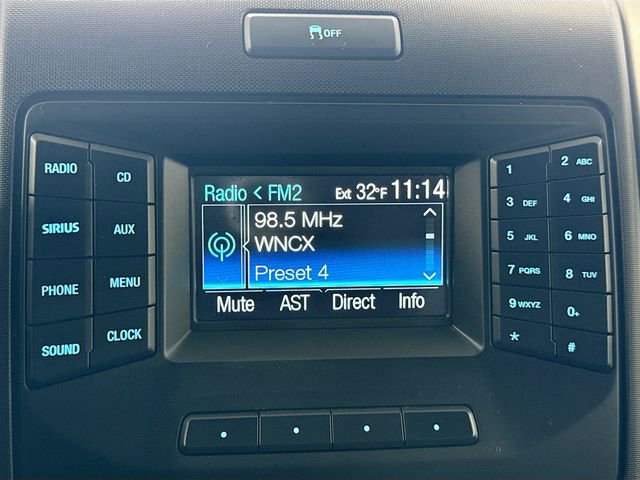 OFF
RADIO
CD
SIRIUS
AUX
PHONE
MENU
SOUND
CLOCK
Radio < FM2 Ext 32°F 11:14
98.5 MHz
WNCX
Preset 4
Mute AST Direct Info
1
2 ABC
3 DEF
4 GHI
5 JKL
6 MNO
7 PQRS
8 TUV
9 WXYZ
0+
*
#